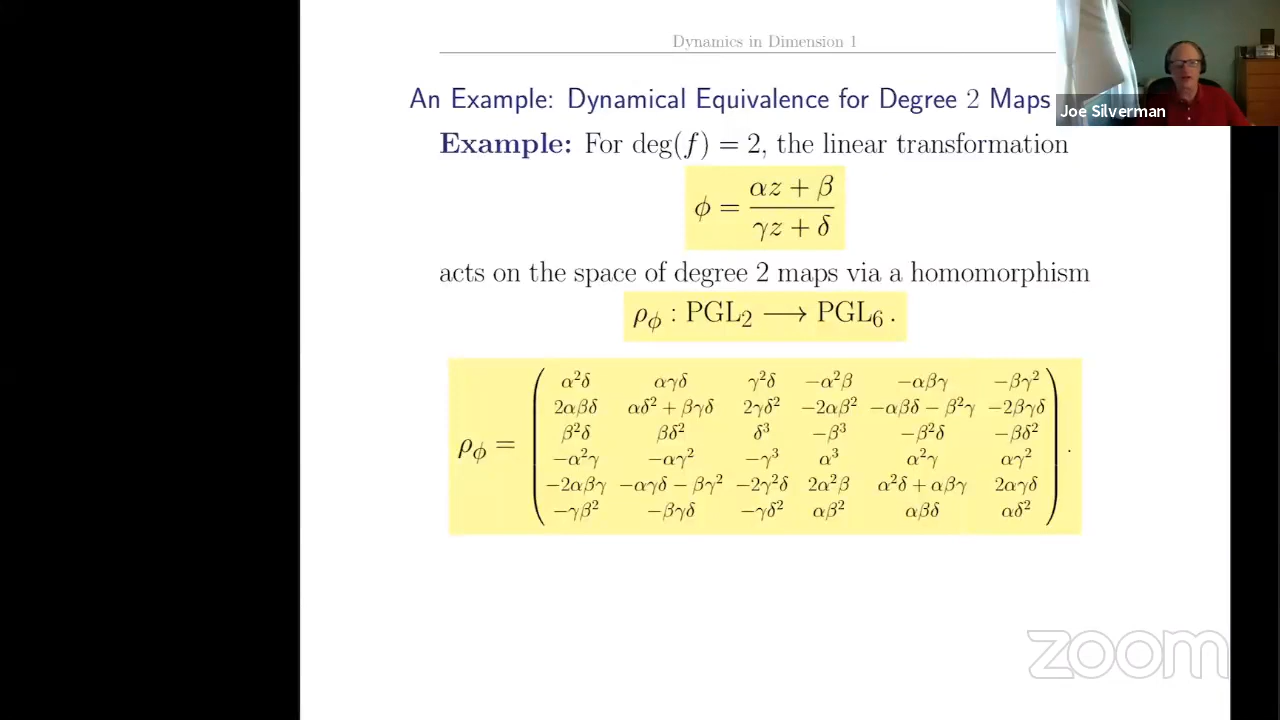 Dynamics in Dimension 1
An Example: Dynamical Equivalence for Degree 2 Maps
Joe Silverman
Example: For deg(f) = 2, the linear transformation
ϕ = (αz + β)/(γz + δ)
acts on the space of degree 2 maps via a homomorphism
ρ_ϕ : PGL₂ ⟶ PGL₆ .
α²δ αγδ γ²δ −α²β −αβγ −βγ²
2αβδ αδ² + βγδ 2γδ² −2αβ² −αβδ − β²γ −2βγδ
β²δ βδ² δ³ −β³ −β²δ −βδ²
ρ_ϕ = .
−α²γ −αγ² −γ³ α³ α²γ αγ²
−2αβγ −αγδ − βγ² −2γ²δ 2α²β α²δ + αβγ 2αγδ
−γβ² −βγδ −γδ² αβ² αβδ αδ²
zoom